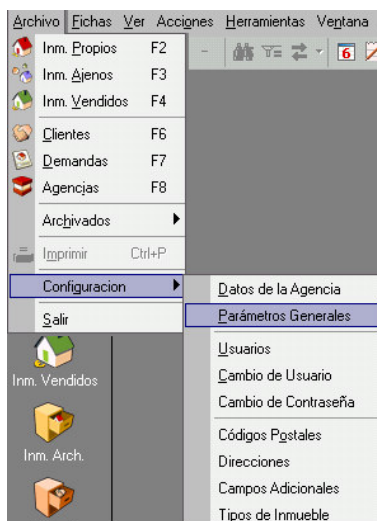 Archivo Fichas Ver Acciones Herramientas Ventana
Inm. Propios F2
Inm. Ajenos F3
Inm. Vendidos F4
6
Clientes F6
Demandas F7
Agencias F8
Archivados
Imprimir Ctrl+P
Configuracion
Salir
Datos de la Agencia
Parámetros Generales
Usuarios
Cambio de Usuario
Cambio de Contraseña
Códigos Postales
Direcciones
Campos Adicionales
Tipos de Inmueble
Inm. Vendidos
Inm. Arch.